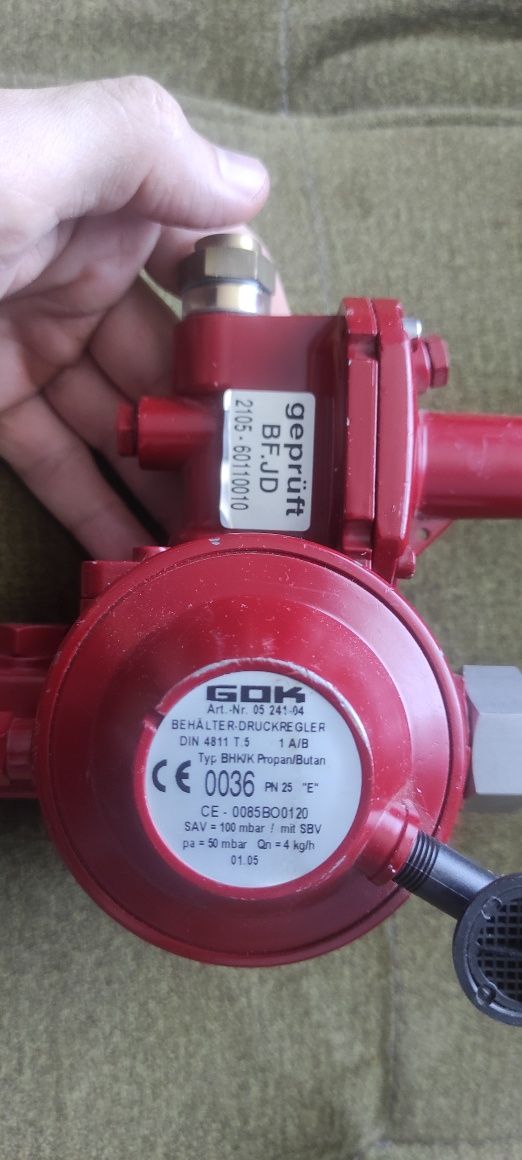 geprüft
BF.JD
2105 - 60110010
GOK
Art.-Nr. 05 241-04
BEHÄLTER-DRUCKREGLER
DIN 4811 T.5 1 A/B
Typ BHK/K Propan/Butan
CE 0036 PN 25 "E"
CE - 0085BO0120
SAV = 100 mbar / mit SBV
pa = 50 mbar Qn = 4 kg/h
01.05